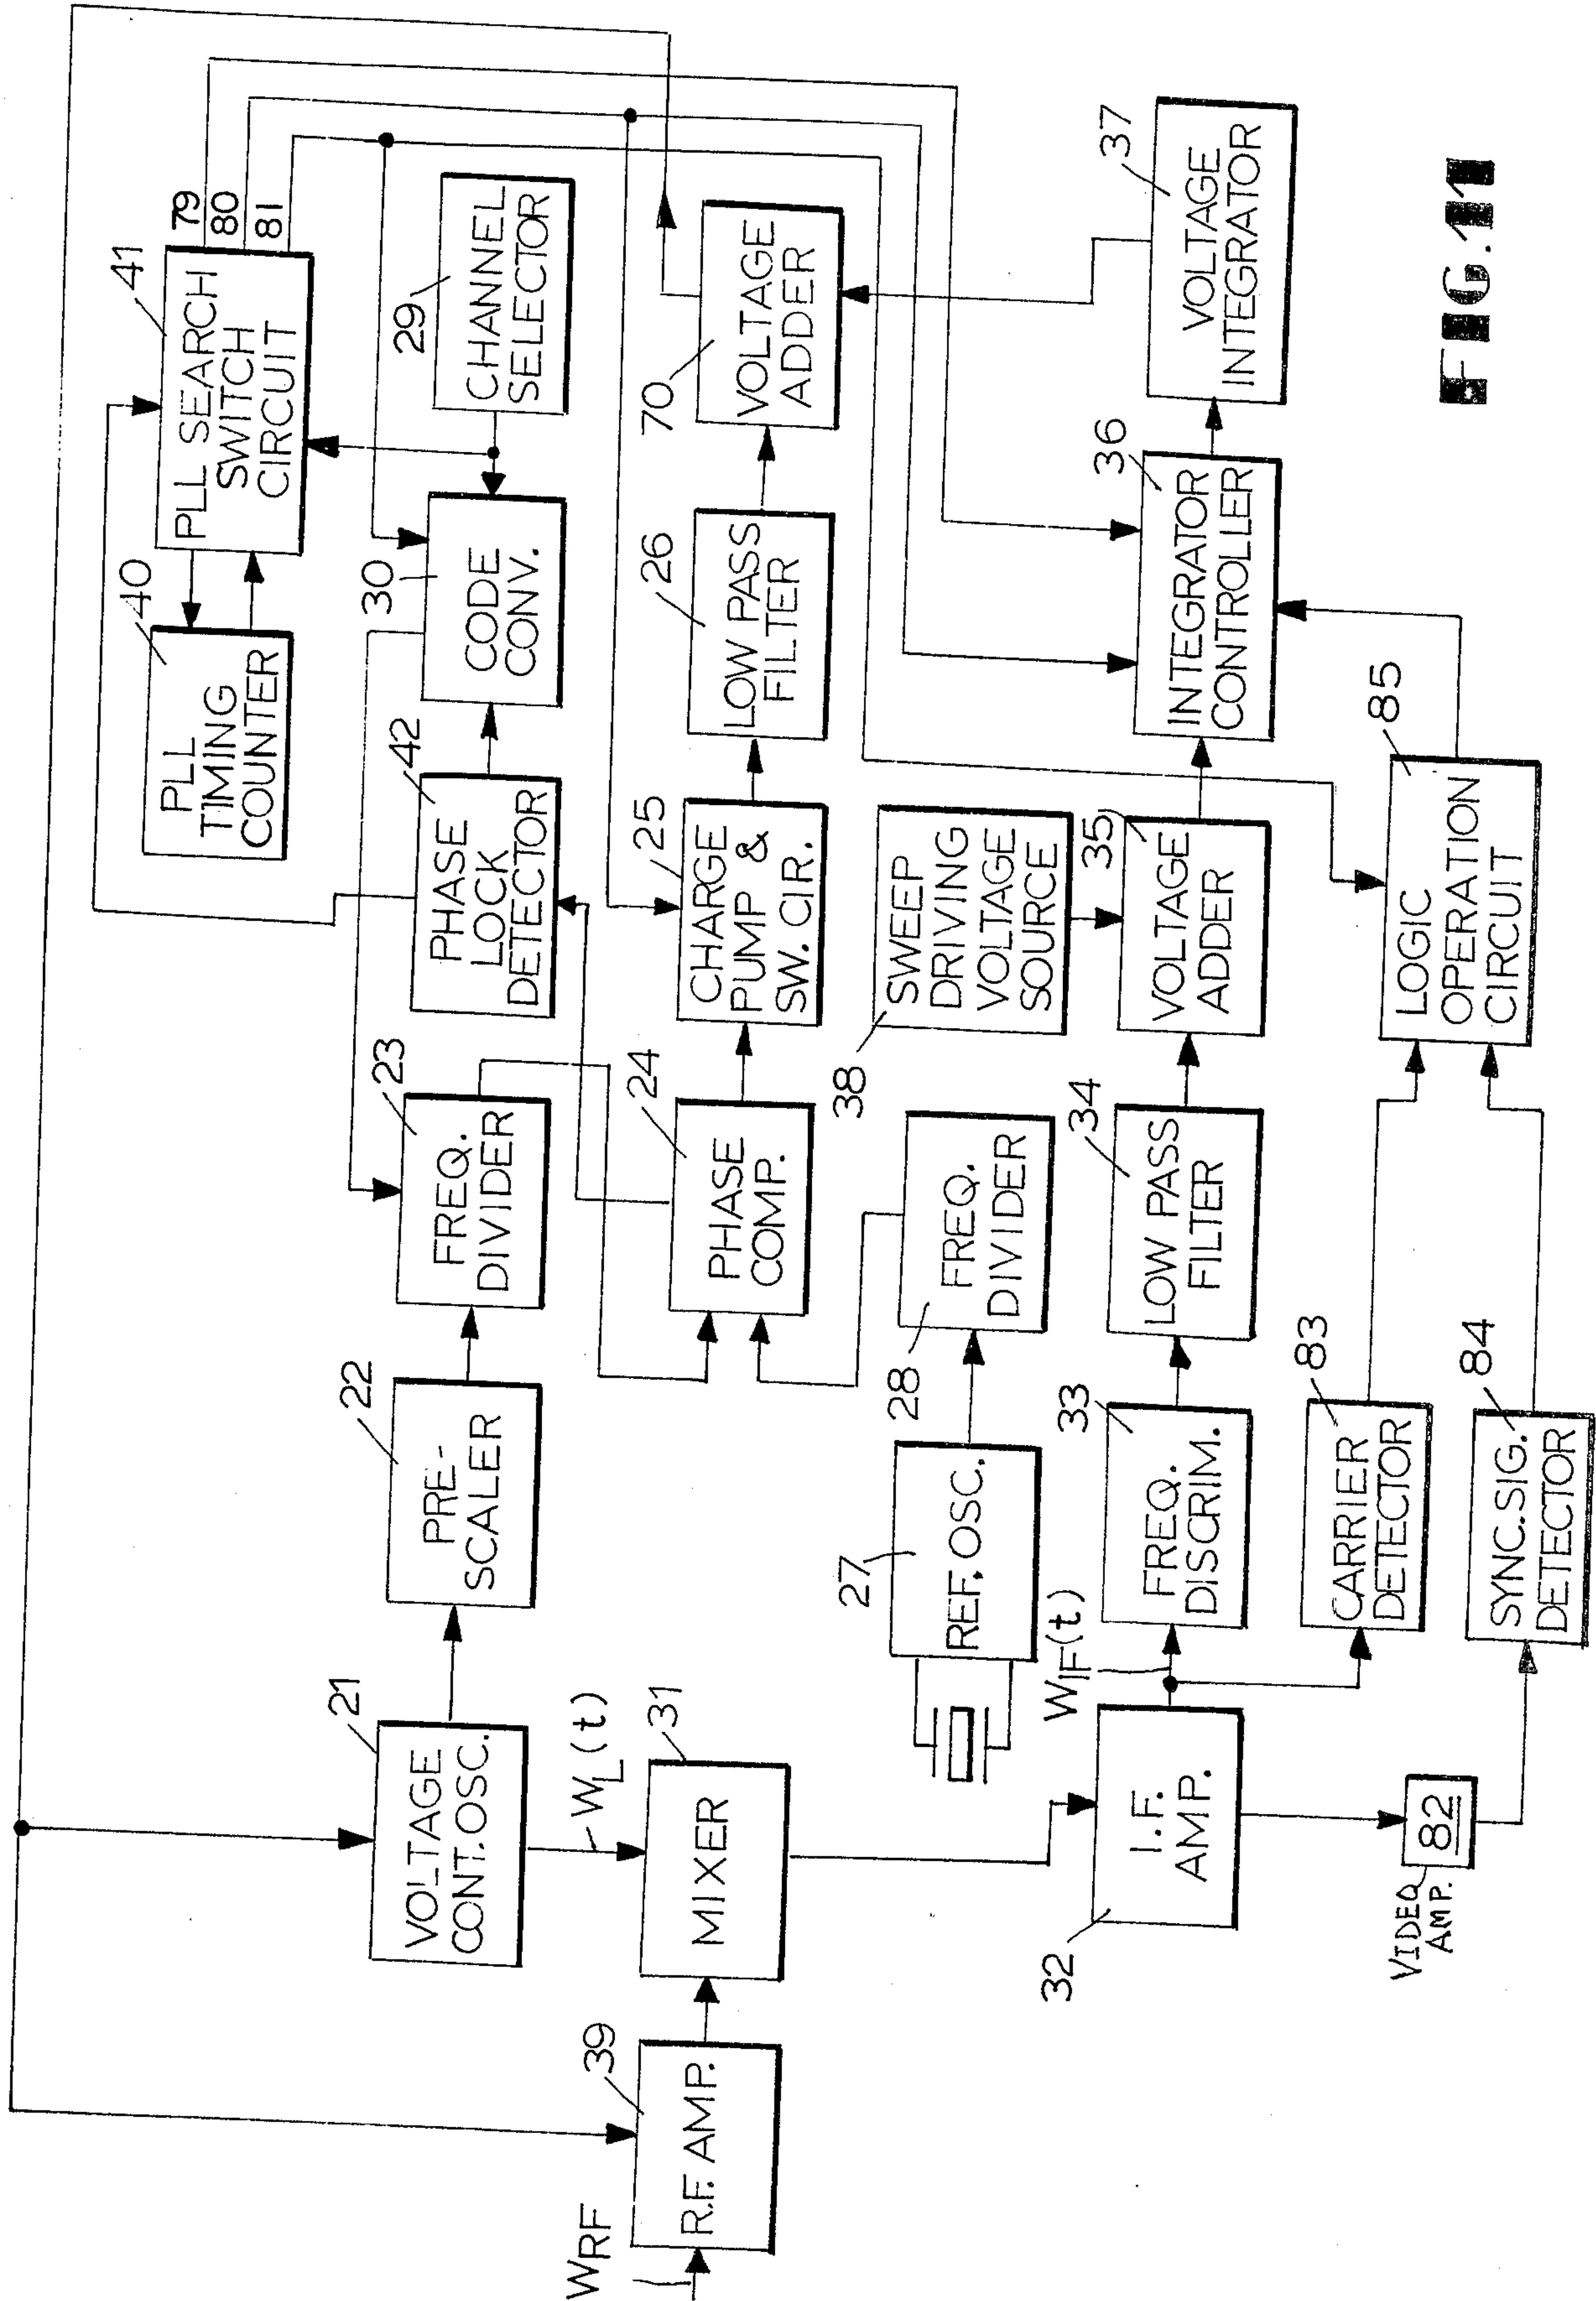 79
80
81
41
PLL SEARCH
SWITCH
CIRCUIT
40
PLL
TIMING
COUNTER
29
CHANNEL
SELECTOR
30
CODE
CONV.
42
PHASE
LOCK
DETECTOR
23
FREQ.
DIVIDER
22
PRE-
SCALER
21
VOLTAGE
CONT. OSC.
WL(t)
70
VOLTAGE
ADDER
26
LOW PASS
FILTER
25
CHARGE
PUMP &
SW. CIR.
24
PHASE
COMP.
31
MIXER
39
R.F. AMP.
WRF
38
SWEEP
DRIVING
VOLTAGE
SOURCE
28
FREQ.
DIVIDER
27
REF. OSC.
37
VOLTAGE
INTEGRATOR
36
INTEGRATOR
CONTROLLER
35
VOLTAGE
ADDER
34
LOW PASS
FILTER
33
FREQ.
DISCRIM.
WIF(t)
32
I.F.
AMP.
85
LOGIC
OPERATION
CIRCUIT
83
CARRIER
DETECTOR
84
SYNC. SIG.
DETECTOR
82
VIDEO
AMP.
FIG.11